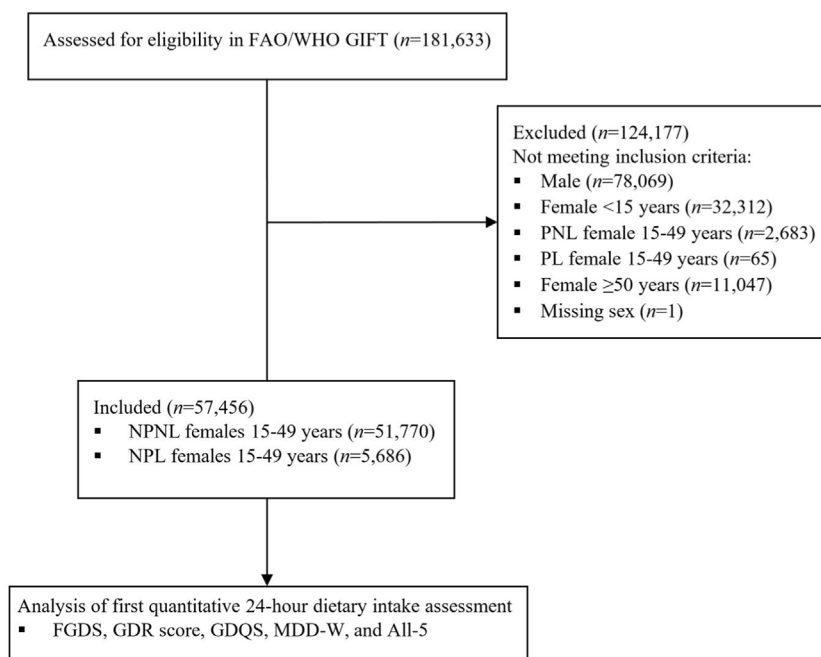 Assessed for eligibility in FAO/WHO GIFT (n=181,633)
Excluded (n=124,177)
Not meeting inclusion criteria:
▪ Male (n=78,069)
▪ Female <15 years (n=32,312)
▪ PNL female 15-49 years (n=2,683)
▪ PL female 15-49 years (n=65)
▪ Female ≥50 years (n=11,047)
▪ Missing sex (n=1)
Included (n=57,456)
▪ NPNL females 15-49 years (n=51,770)
▪ NPL females 15-49 years (n=5,686)
Analysis of first quantitative 24-hour dietary intake assessment
▪ FGDS, GDR score, GDQS, MDD-W, and All-5